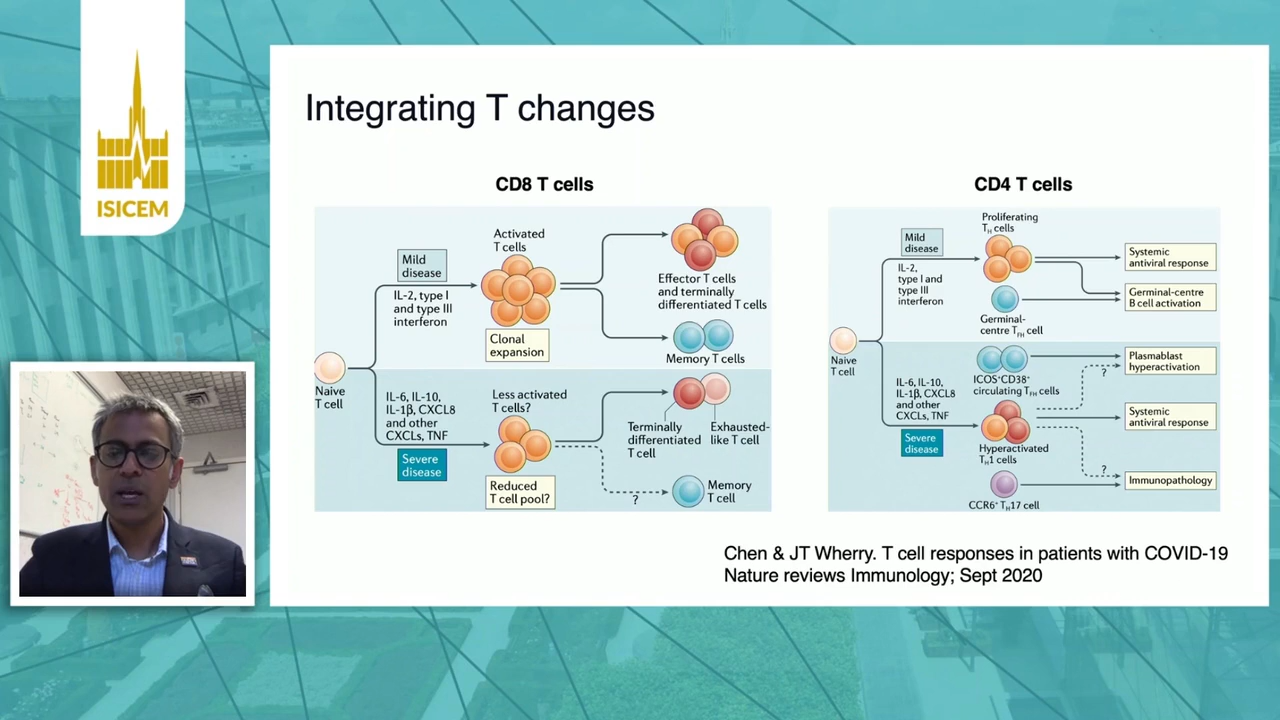 ISICEM
Integrating T changes
CD8 T cells
Naive
T cell
Mild
disease
IL-2, type I
and type III
interferon
Activated
T cells
Clonal
expansion
Effector T cells
and terminally
differentiated T cells
Memory T cells
IL-6, IL-10,
IL-1β, CXCL8
and other
CXCLs, TNF
Severe
disease
Less activated
T cells?
Reduced
T cell pool?
Terminally
differentiated
T cell
Exhausted-
like T cell
?
Memory
T cell
CD4 T cells
Naive
T cell
Mild
disease
IL-2,
type I and
type III
interferon
Proliferating
TH cells
Germinal-
centre TFH cell
Systemic
antiviral response
Germinal-centre
B cell activation
IL-6, IL-10,
IL-1β, CXCL8
and other
CXCLs, TNF
Severe
disease
ICOS+CD38+
circulating TFH cells
Hyperactivated
TH1 cells
CCR6+ TH17 cell
Plasmablast
hyperactivation
?
Systemic
antiviral response
?
Immunopathology
Chen & JT Wherry. T cell responses in patients with COVID-19
Nature reviews Immunology; Sept 2020